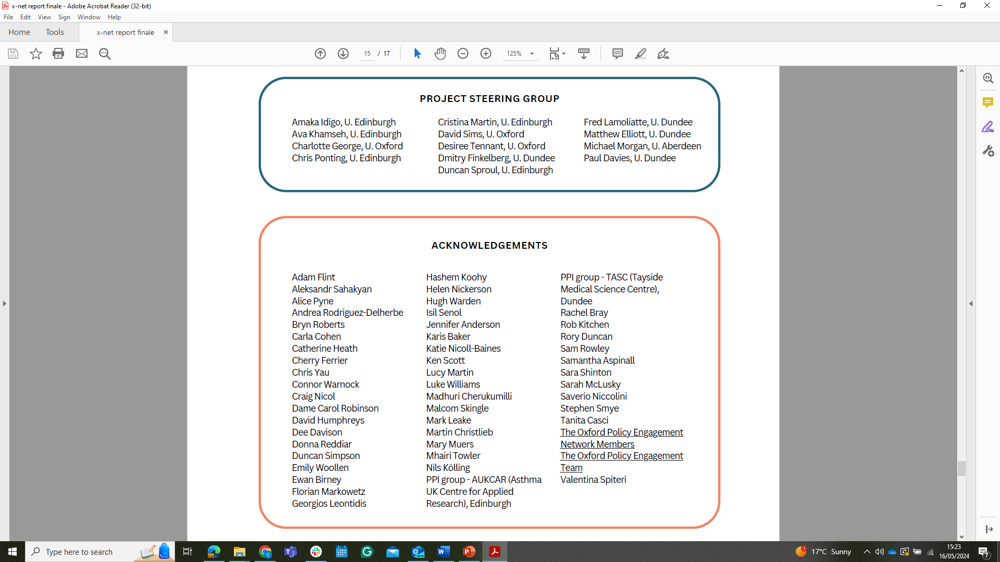 x-net report finale - Adobe Acrobat Reader (32-bit)
File Edit View Sign Window Help
Home Tools x-net report finale
15 / 17 125%
PROJECT STEERING GROUP
Amaka Idigo, U. Edinburgh
Ava Khamseh, U. Edinburgh
Charlotte George, U. Oxford
Chris Ponting, U. Edinburgh
Cristina Martin, U. Edinburgh
David Sims, U. Oxford
Desiree Tennant, U. Oxford
Dmitry Finkelberg, U. Dundee
Duncan Sproul, U. Edinburgh
Fred Lamoliatte, U. Dundee
Matthew Elliott, U. Dundee
Michael Morgan, U. Aberdeen
Paul Davies, U. Dundee
ACKNOWLEDGEMENTS
Adam Flint
Aleksandr Sahakyan
Alice Pyne
Andrea Rodriguez-Delherbe
Bryn Roberts
Carla Cohen
Catherine Heath
Cherry Ferrier
Chris Yau
Connor Warnock
Craig Nicol
Dame Carol Robinson
David Humphreys
Dee Davison
Donna Reddiar
Duncan Simpson
Emily Woollen
Ewan Birney
Florian Markowetz
Georgios Leontidis
Hashem Koohy
Helen Nickerson
Hugh Warden
Isil Senol
Jennifer Anderson
Karis Baker
Katie Nicoll-Baines
Ken Scott
Lucy Martin
Luke Williams
Madhuri Cherukumilli
Malcom Skingle
Mark Leake
Martin Christlieb
Mary Muers
Mhairi Towler
Nils Kölling
PPI group - AUKCAR (Asthma
UK Centre for Applied
Research), Edinburgh
PPI group - TASC (Tayside
Medical Science Centre),
Dundee
Rachel Bray
Rob Kitchen
Rory Duncan
Sam Rowley
Samantha Aspinall
Sara Shinton
Sarah McLusky
Saverio Niccolini
Stephen Smye
Tanita Casci
The Oxford Policy Engagement
Network Members
The Oxford Policy Engagement
Team
Valentina Spiteri
Type here to search
17°C Sunny
15:23
16/05/2024